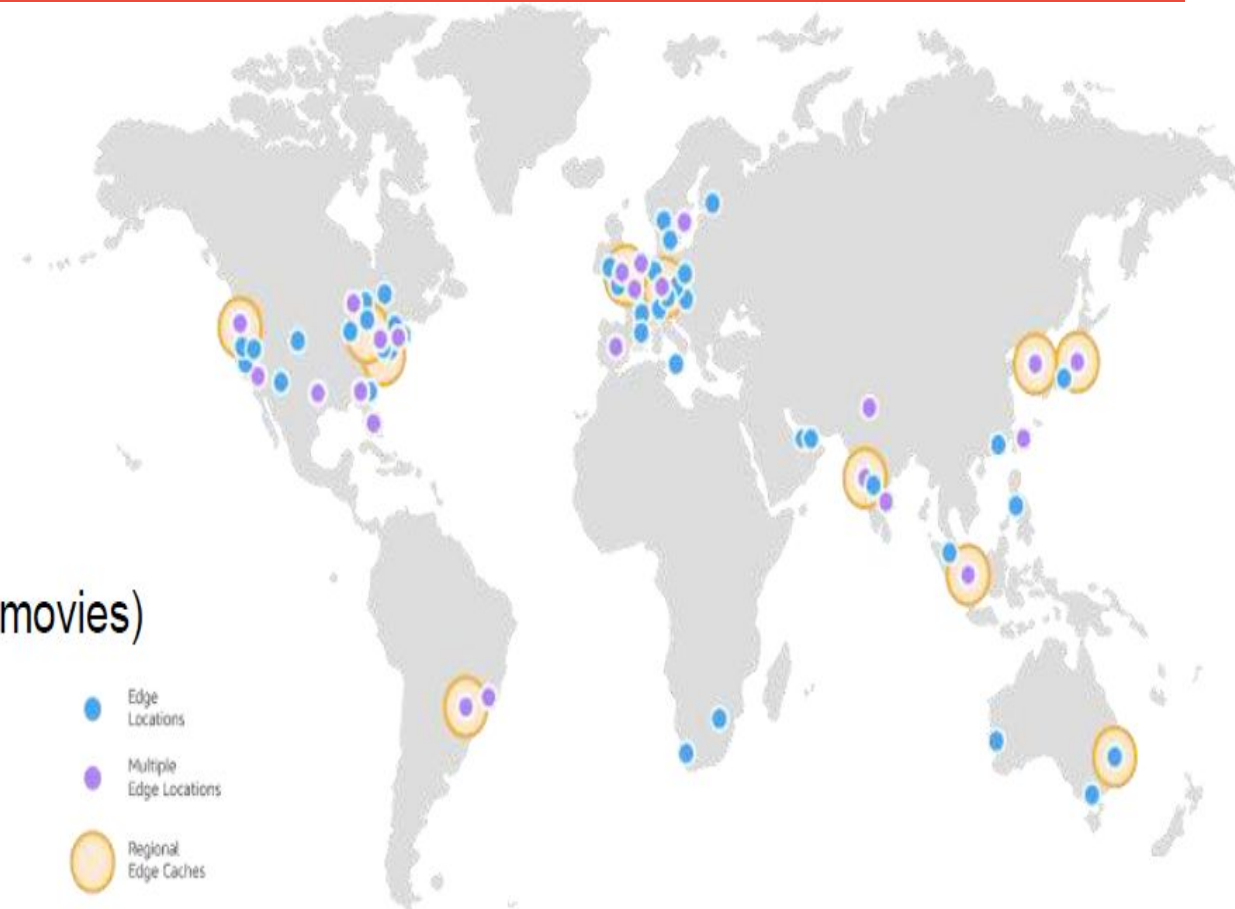 movies)
Edge
Locations
Multiple
Edge Locations
Regional
Edge Caches